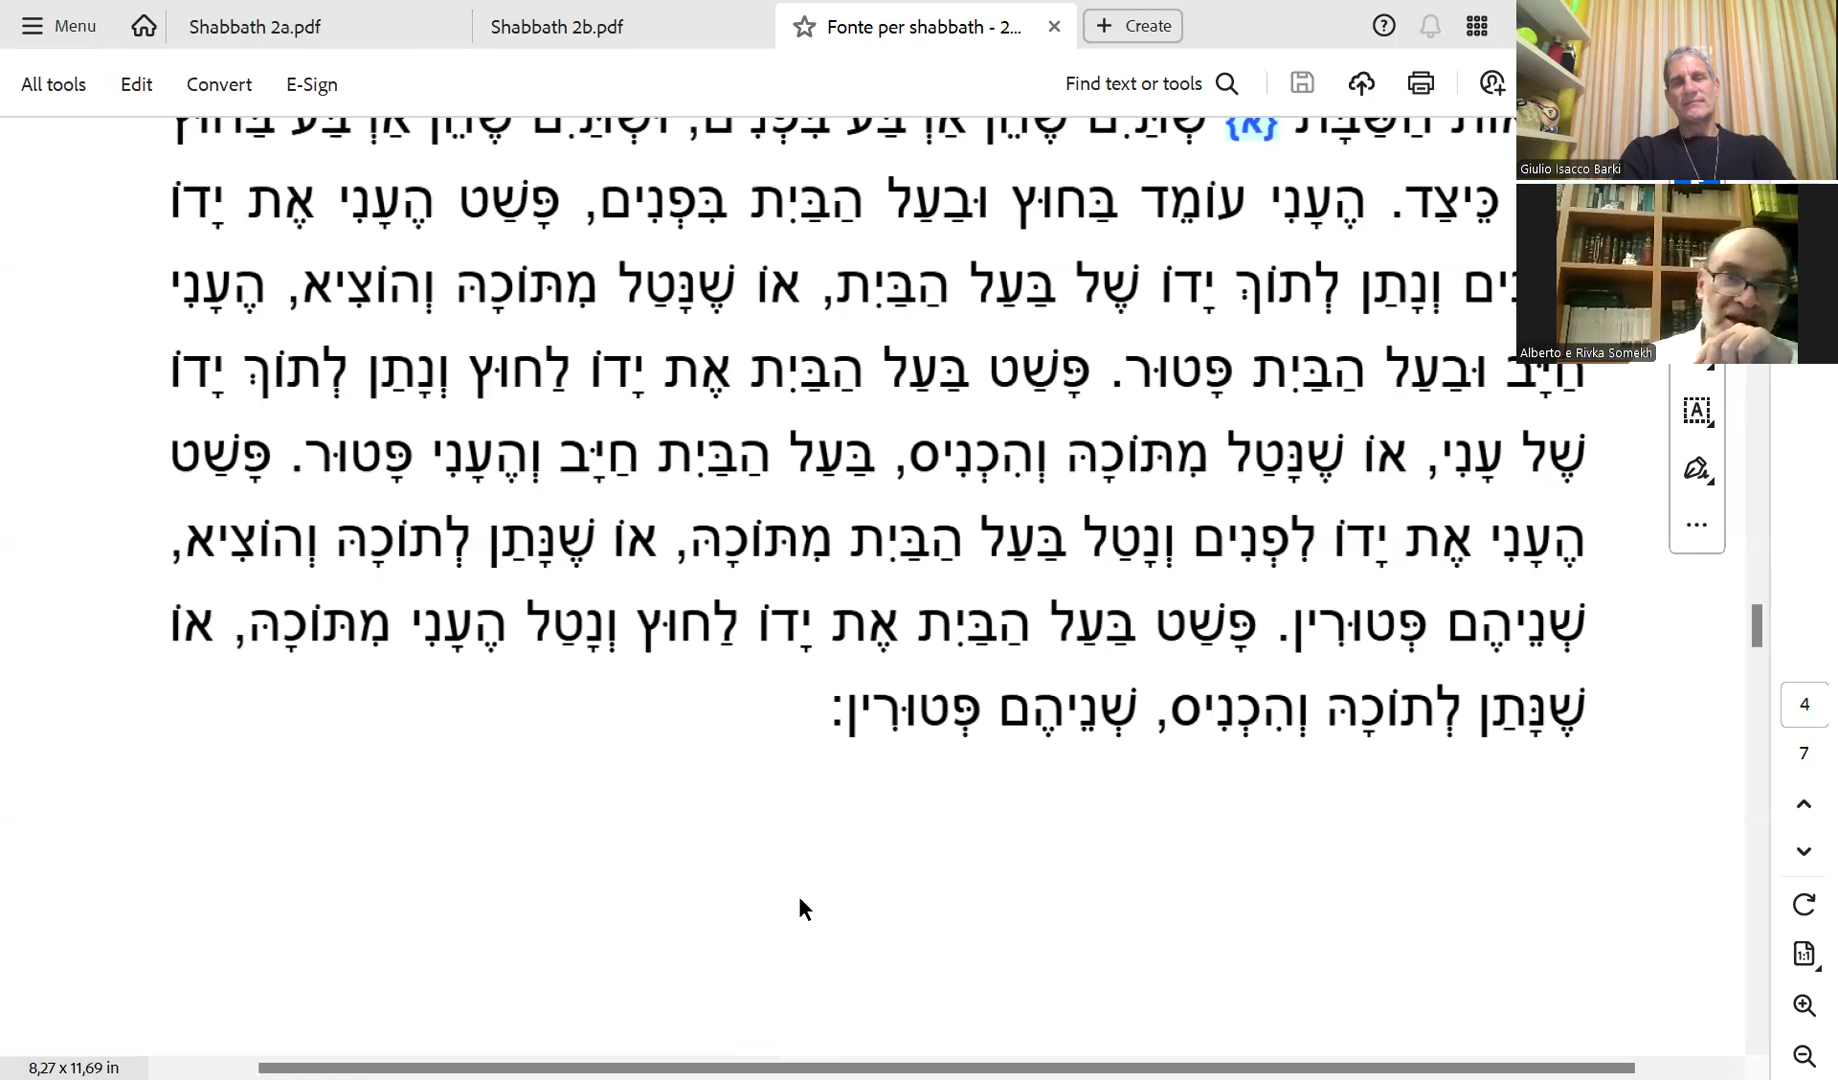 Menu
Shabbath 2a.pdf
Shabbath 2b.pdf
Fonte per shabbath - 2...
Create
All tools
Edit
Convert
E-Sign
Find text or tools
Giulio Isacco Barki
Alberto e Rivka Somekh
הַשַּׁבָּת {א} שְׁתַּיִם שֶׁהֵן אַרְבַּע בִּפְנִים, וּשְׁתַּיִם שֶׁהֵן אַרְבַּע בַּחוּץ
כֵּיצַד. הֶעָנִי עוֹמֵד בַּחוּץ וּבַעַל הַבַּיִת בִּפְנִים, פָּשַׁט הֶעָנִי אֶת יָדוֹ
וְנָתַן לְתוֹךְ יָדוֹ שֶׁל בַּעַל הַבַּיִת, אוֹ שֶׁנָּטַל מִתּוֹכָהּ וְהוֹצִיא, הֶעָנִי
חַיָּב וּבַעַל הַבַּיִת פָּטוּר. פָּשַׁט בַּעַל הַבַּיִת אֶת יָדוֹ לַחוּץ וְנָתַן לְתוֹךְ יָדוֹ
שֶׁל עָנִי, אוֹ שֶׁנָּטַל מִתּוֹכָהּ וְהִכְנִיס, בַּעַל הַבַּיִת חַיָּב וְהֶעָנִי פָּטוּר. פָּשַׁט
הֶעָנִי אֶת יָדוֹ לִפְנִים וְנָטַל בַּעַל הַבַּיִת מִתּוֹכָהּ, אוֹ שֶׁנָּתַן לְתוֹכָהּ וְהוֹצִיא,
שְׁנֵיהֶם פְּטוּרִין. פָּשַׁט בַּעַל הַבַּיִת אֶת יָדוֹ לַחוּץ וְנָטַל הֶעָנִי מִתּוֹכָהּ, אוֹ
שֶׁנָּתַן לְתוֹכָהּ וְהִכְנִיס, שְׁנֵיהֶם פְּטוּרִין:
4
7
8,27 x 11,69 in